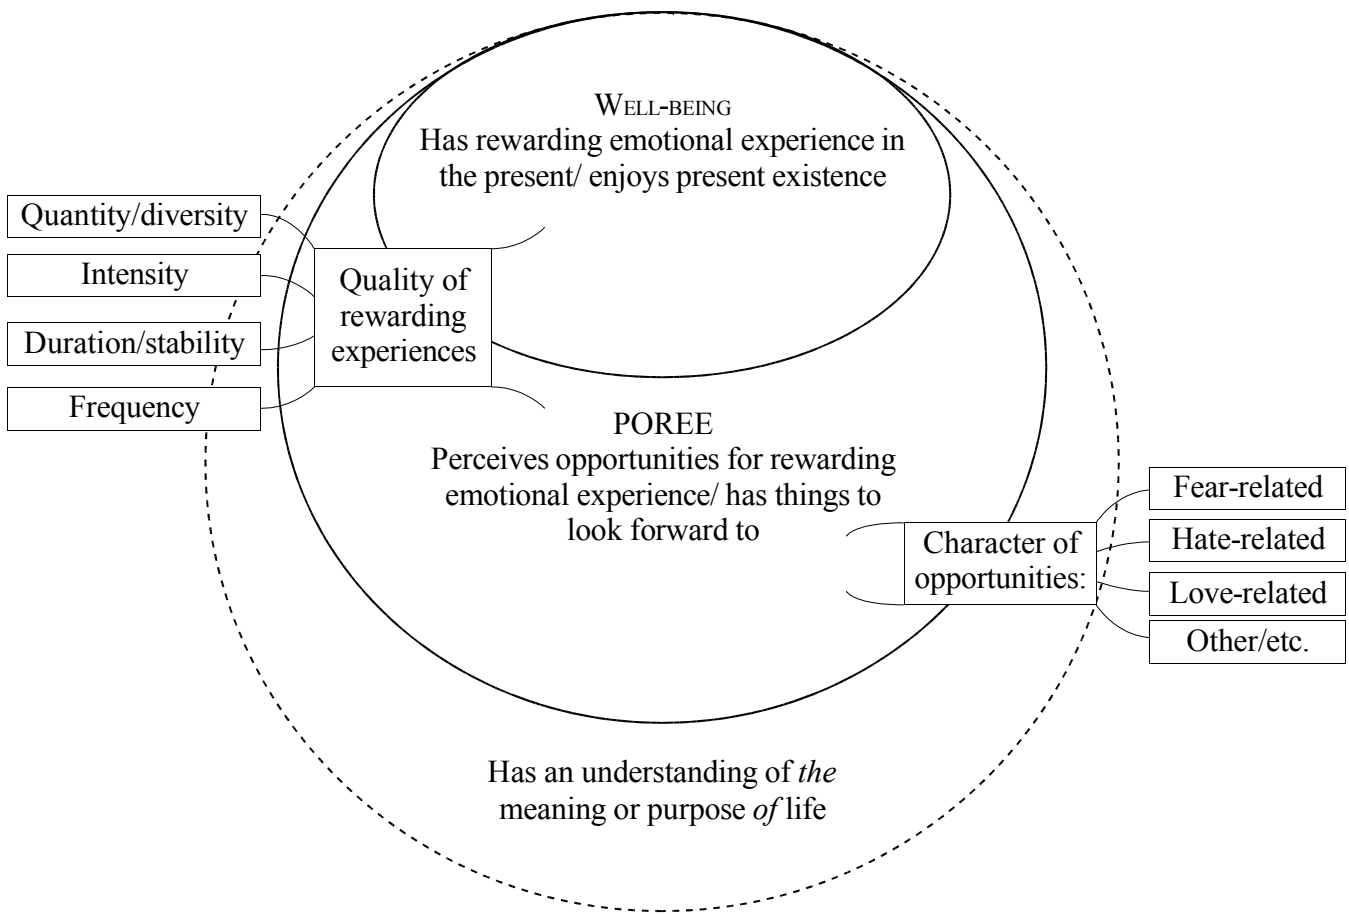 WELL-BEING
Has rewarding emotional experience in
the present/ enjoys present existence
Quantity/diversity
Intensity
Duration/stability
Frequency
Quality of
rewarding
experiences
POREE
Perceives opportunities for rewarding
emotional experience/ has things to
look forward to
Character of
opportunities:
Fear-related
Hate-related
Love-related
Other/etc.
Has an understanding of the
meaning or purpose of life